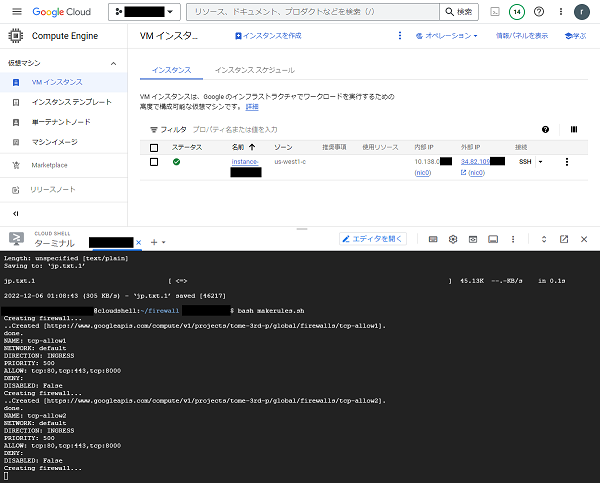 Google Cloud
リソース、ドキュメント、プロダクトなどを検索（/）
検索
14
r
Compute Engine
VM インスタ...
インスタンスを作成
オペレーション
情報パネルを表示
学ぶ
仮想マシン
VM インスタンス
インスタンス テンプレート
単一テナントノード
マシンイメージ
Marketplace
リリースノート
インスタンス
インスタンス スケジュール
VM インスタンスは、Google のインフラストラクチャでワークロードを実行するための
高度で構成可能な仮想マシンです。詳細
フィルタ プロパティ名または値を入力
ステータス 名前 ゾーン 推奨事項 使用リソース 内部 IP 外部 IP 接続
instance- us-west1-c 10.138.0 34.82.109 SSH
(nic0) (nic0)
CLOUD SHELL
ターミナル
エディタを開く
Length: unspecified [text/plain]
Saving to: 'jp.txt.1'
jp.txt.1 [ <=> ] 45.13K --.-KB/s in 0.1s
2022-12-06 01:08:43 (305 KB/s) - 'jp.txt.1' saved [46217]
@cloudshell:~/firewall $ bash makerules.sh
Creating firewall...
..Created [https://www.googleapis.com/compute/v1/projects/tome-3rd-p/global/firewalls/tcp-allow1].
done.
NAME: tcp-allow1
NETWORK: default
DIRECTION: INGRESS
PRIORITY: 500
ALLOW: tcp:80,tcp:443,tcp:8000
DENY:
DISABLED: False
Creating firewall...
..Created [https://www.googleapis.com/compute/v1/projects/tome-3rd-p/global/firewalls/tcp-allow2].
done.
NAME: tcp-allow2
NETWORK: default
DIRECTION: INGRESS
PRIORITY: 500
ALLOW: tcp:80,tcp:443,tcp:8000
DENY:
DISABLED: False
Creating firewall...